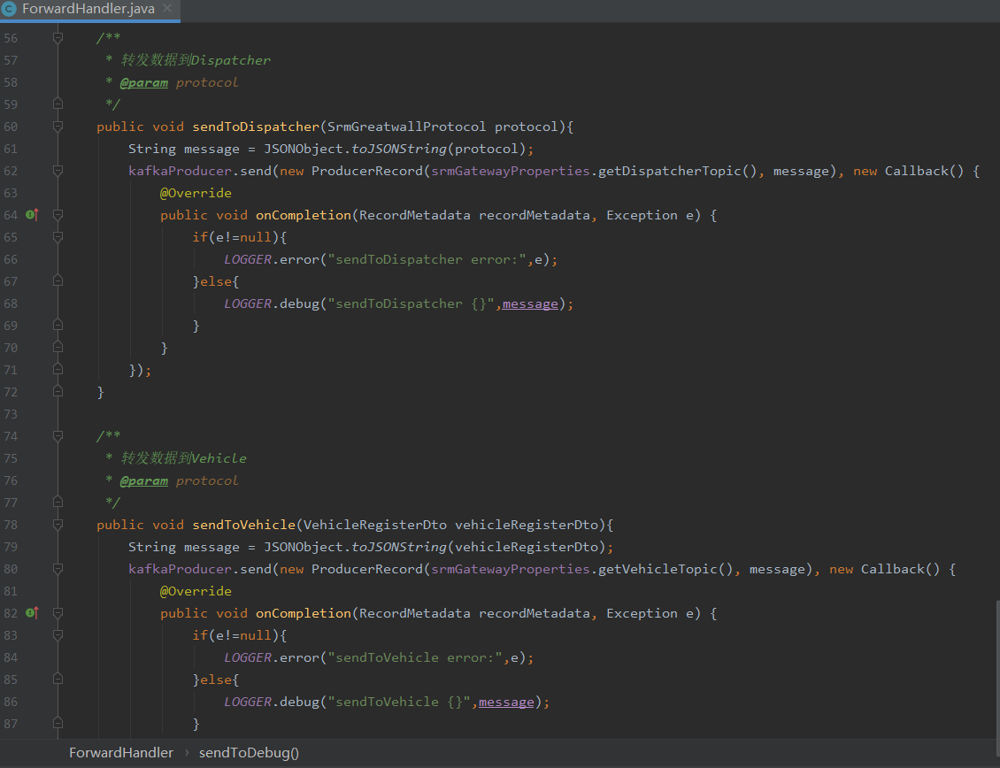 ForwardHandler.java
56 /**
57 * 转发数据到Dispatcher
58 * @param protocol
59 */
60 public void sendToDispatcher(SrmGreatwallProtocol protocol){
61 String message = JSONObject.toJSONString(protocol);
62 kafkaProducer.send(new ProducerRecord(srmGatewayProperties.getDispatcherTopic(), message), new Callback() {
63 @Override
64 public void onCompletion(RecordMetadata recordMetadata, Exception e) {
65 if(e!=null){
66 LOGGER.error("sendToDispatcher error:",e);
67 }else{
68 LOGGER.debug("sendToDispatcher {}",message);
69 }
70 }
71 });
72 }
73
74 /**
75 * 转发数据到Vehicle
76 * @param protocol
77 */
78 public void sendToVehicle(VehicleRegisterDto vehicleRegisterDto){
79 String message = JSONObject.toJSONString(vehicleRegisterDto);
80 kafkaProducer.send(new ProducerRecord(srmGatewayProperties.getVehicleTopic(), message), new Callback() {
81 @Override
82 public void onCompletion(RecordMetadata recordMetadata, Exception e) {
83 if(e!=null){
84 LOGGER.error("sendToVehicle error:",e);
85 }else{
86 LOGGER.debug("sendToVehicle {}",message);
87 }
ForwardHandler › sendToDebug()